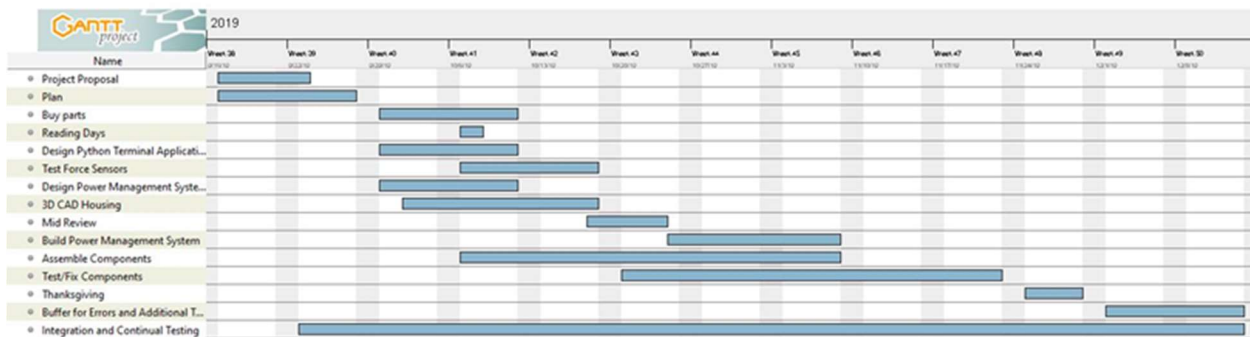 GANTT
project
2019
Name
Week 38 Week 39 Week 40 Week 41 Week 42 Week 43 Week 44 Week 45 Week 46 Week 47 Week 48 Week 49 Week 50
Project Proposal
Plan
Buy parts
Reading Days
Design Python Terminal Applicati...
Test Force Sensors
Design Power Management Syste...
3D CAD Housing
Mid Review
Build Power Management System
Assemble Components
Test/Fix Components
Thanksgiving
Buffer for Errors and Additional T...
Integration and Continual Testing